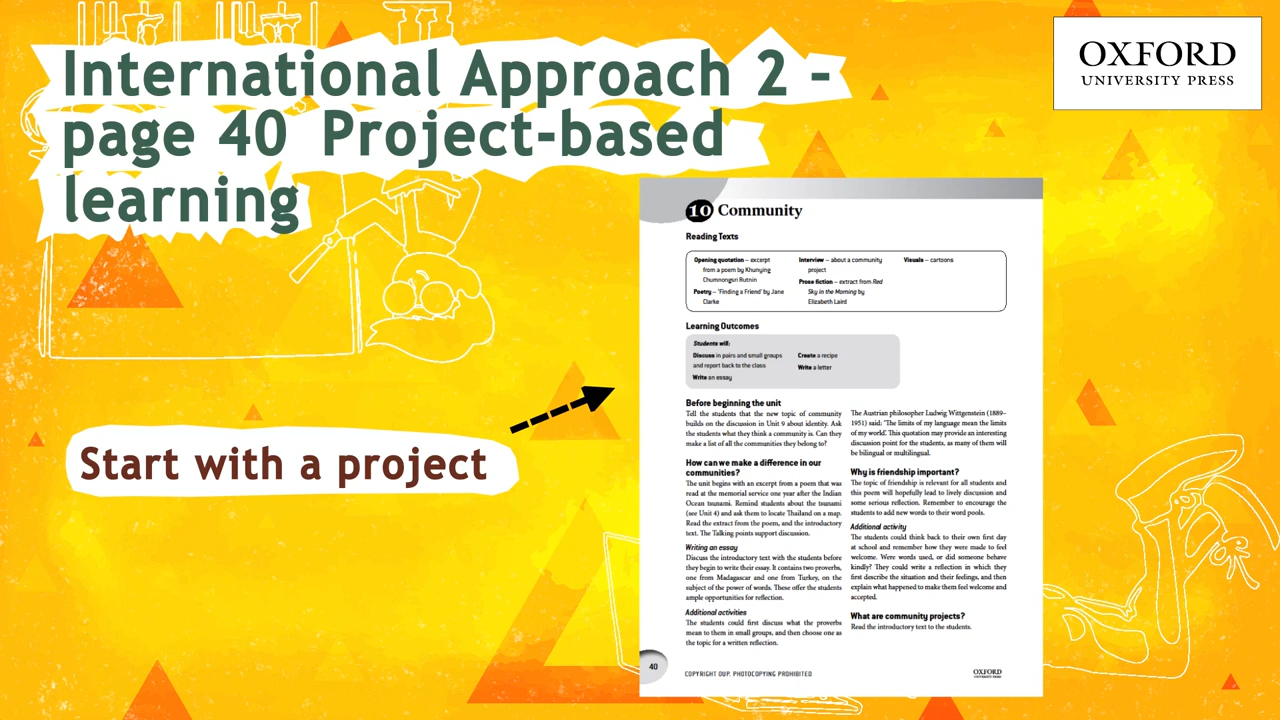 International Approach 2 –
page 40 Project-based
learning
OXFORD
UNIVERSITY PRESS
Start with a project
10 Community
Reading Texts
Opening quotation – excerpt
from a poem by Khunying
Chumnongsri Rutnin
Poetry – 'Finding a Friend' by Jane
Clarke
Interview – about a community
project
Prose fiction – extract from Red
Sky in the Morning by
Elizabeth Laird
Visuals – cartoons
Learning Outcomes
Students will:
Discuss in pairs and small groups
and report back to the class
Write an essay
Create a recipe
Write a letter
Before beginning the unit
Tell the students that the new topic of community
builds on the discussion in Unit 9 about identity. Ask
the students what they think a community is. Can they
make a list of all the communities they belong to?
How can we make a difference in our
communities?
The unit begins with an excerpt from a poem that was
read at the memorial service one year after the Indian
Ocean tsunami. Remind students about the tsunami
(see Unit 4) and ask them to locate Thailand on a map.
Read the extract from the poem, and the introductory
text. The Talking points support discussion.
Writing an essay
Discuss the introductory text with the students before
they begin to write their essay. It contains two proverbs,
one from Madagascar and one from Turkey, on the
subject of the power of words. These offer the students
ample opportunities for reflection.
Additional activities
The students could first discuss what the proverbs
mean to them in small groups, and then choose one as
the topic for a written reflection.
The Austrian philosopher Ludwig Wittgenstein (1889–
1951) said: 'The limits of my language mean the limits
of my world'. This quotation may provide an interesting
discussion point for the students, as many of them will
be bilingual or multilingual.
Why is friendship important?
The topic of friendship is relevant for all students and
this poem will hopefully lead to lively discussion and
some serious reflection. Remember to encourage the
students to add new words to their word pools.
Additional activity
The students could think back to their own first day
at school and remember how they were made to feel
welcome. Were words used, or did someone behave
kindly? They could write a reflection in which they
first describe the situation and their feelings, and then
explain what happened to make them feel welcome and
accepted.
What are community projects?
Read the introductory text to the students.
40
COPYRIGHT OUP. PHOTOCOPYING PROHIBITED
OXFORD
UNIVERSITY PRESS